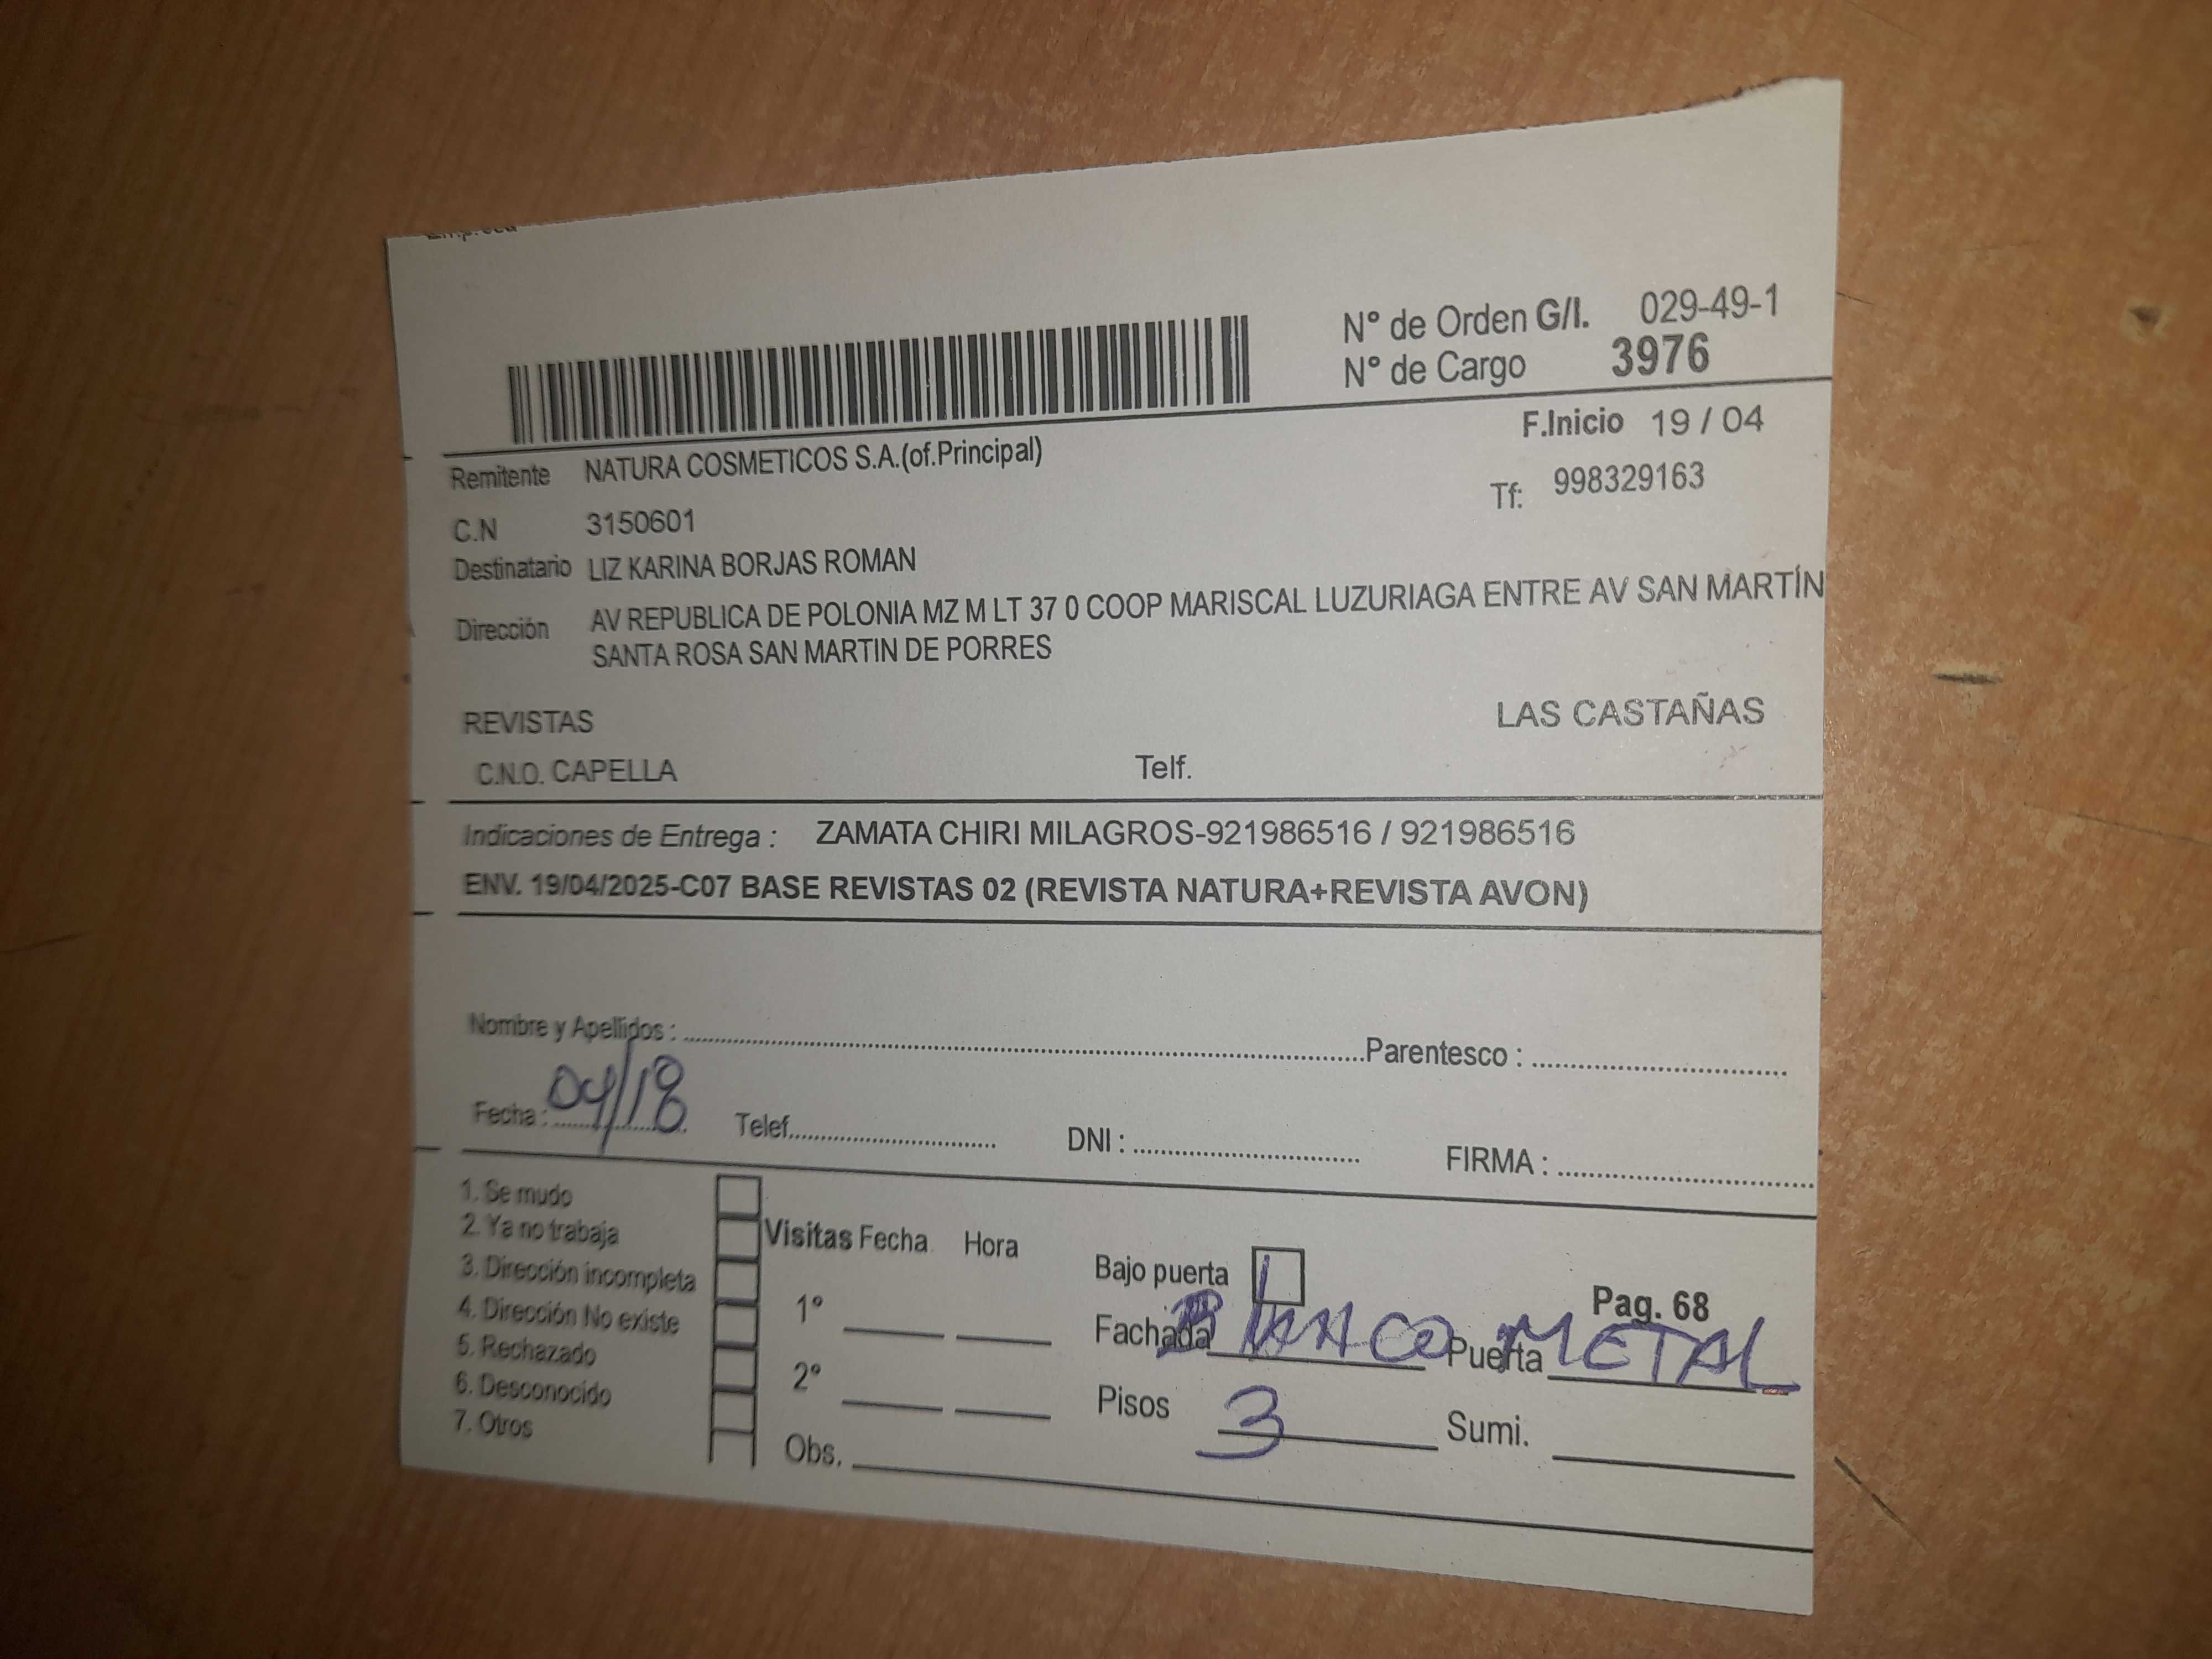 Nº de Orden G/I. 029-49-1
Nº de Cargo 3976
F.Inicio 19 / 04
Remitente NATURA COSMETICOS S.A.(of.Principal)
Tf: 998329163
C.N 3150601
Destinatario LIZ KARINA BORJAS ROMAN
Dirección AV REPUBLICA DE POLONIA MZ M LT 37 0 COOP MARISCAL LUZURIAGA ENTRE AV SAN MARTÍN
SANTA ROSA SAN MARTIN DE PORRES
REVISTAS LAS CASTAÑAS
C.N.O. CAPELLA Telf.
Indicaciones de Entrega : ZAMATA CHIRI MILAGROS-921986516 / 921986516
ENV. 19/04/2025-C07 BASE REVISTAS 02 (REVISTA NATURA+REVISTA AVON)
Nombre y Apellidos : Parentesco :
Fecha : 04/18 Telef. DNI : FIRMA :
1. Se mudo
2. Ya no trabaja
3. Dirección incompleta
4. Dirección No existe
5. Rechazado
6. Desconocido
7. Otros
Visitas Fecha Hora
1º
2º
Obs.
Bajo puerta
Pag. 68
Fachada BLANCO Puerta METAL
Pisos 3 Sumi.